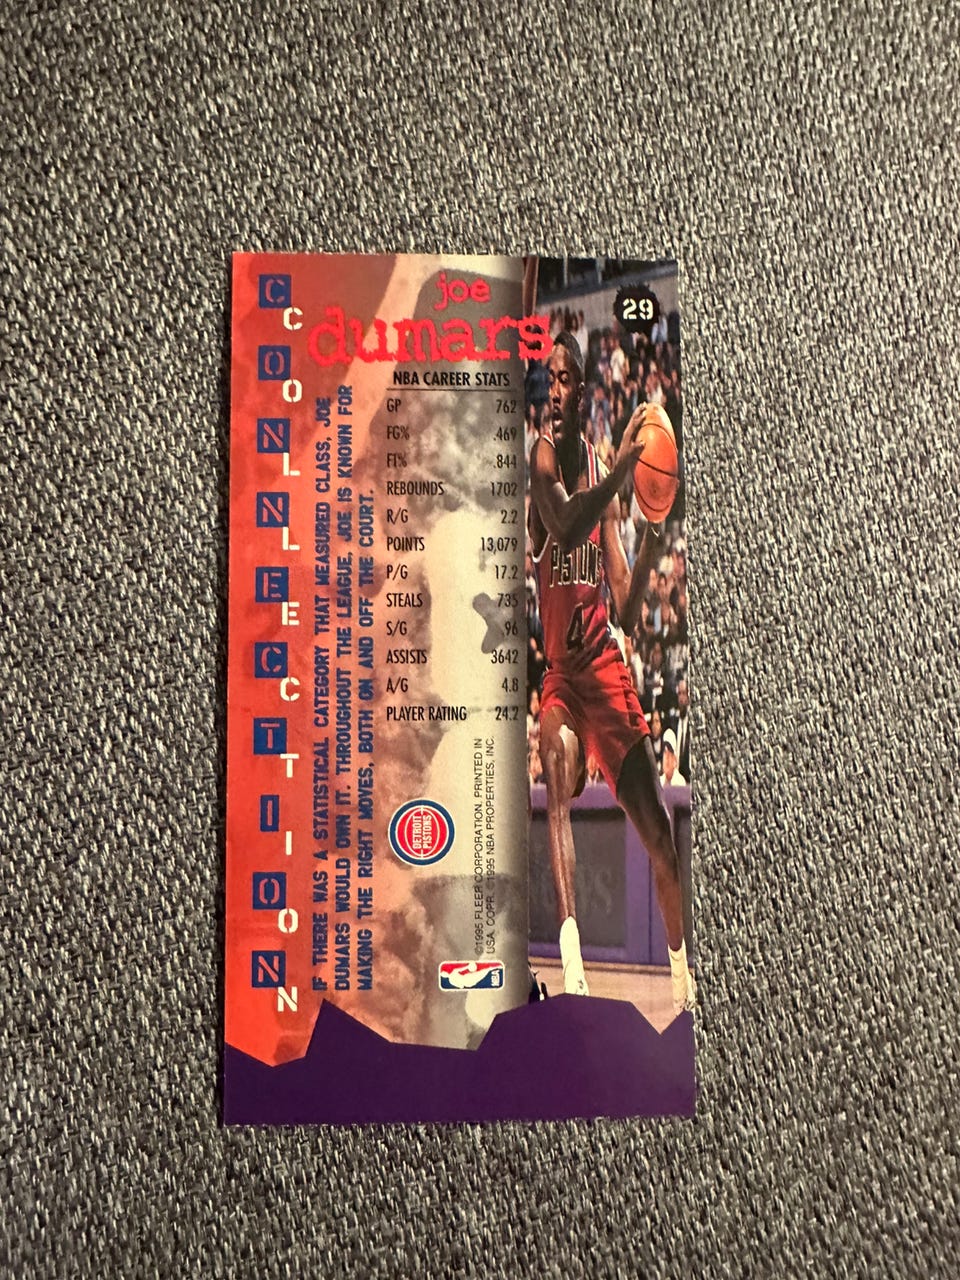 joe
dumars
29
CONNECTION
COLLECTION
IF THERE WAS A STATISTICAL CATEGORY THAT MEASURED CLASS, JOE
DUMARS WOULD OWN IT. THROUGHOUT THE LEAGUE, JOE IS KNOWN FOR
MAKING THE RIGHT MOVES, BOTH ON AND OFF THE COURT.
NBA CAREER STATS
GP 762
FG% .469
FT% .844
REBOUNDS 1702
R/G 2.2
POINTS 13,079
P/G 17.2
STEALS 735
S/G .96
ASSISTS 3642
A/G 4.8
PLAYER RATING 24.2
PISTONS
4
DETROIT
PISTONS
©1995 FLEER CORPORATION. PRINTED IN
USA. COPR. ©1995 NBA PROPERTIES, INC.
NBA